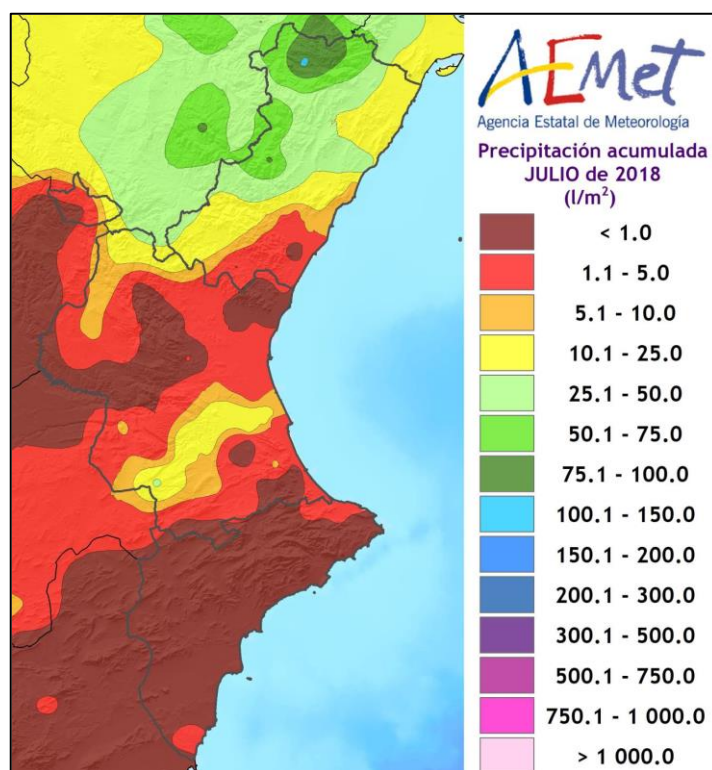 AEMet
Agencia Estatal de Meteorología
Precipitación acumulada
JULIO de 2018
(l/m²)
< 1.0
1.1 - 5.0
5.1 - 10.0
10.1 - 25.0
25.1 - 50.0
50.1 - 75.0
75.1 - 100.0
100.1 - 150.0
150.1 - 200.0
200.1 - 300.0
300.1 - 500.0
500.1 - 750.0
750.1 - 1 000.0
> 1 000.0